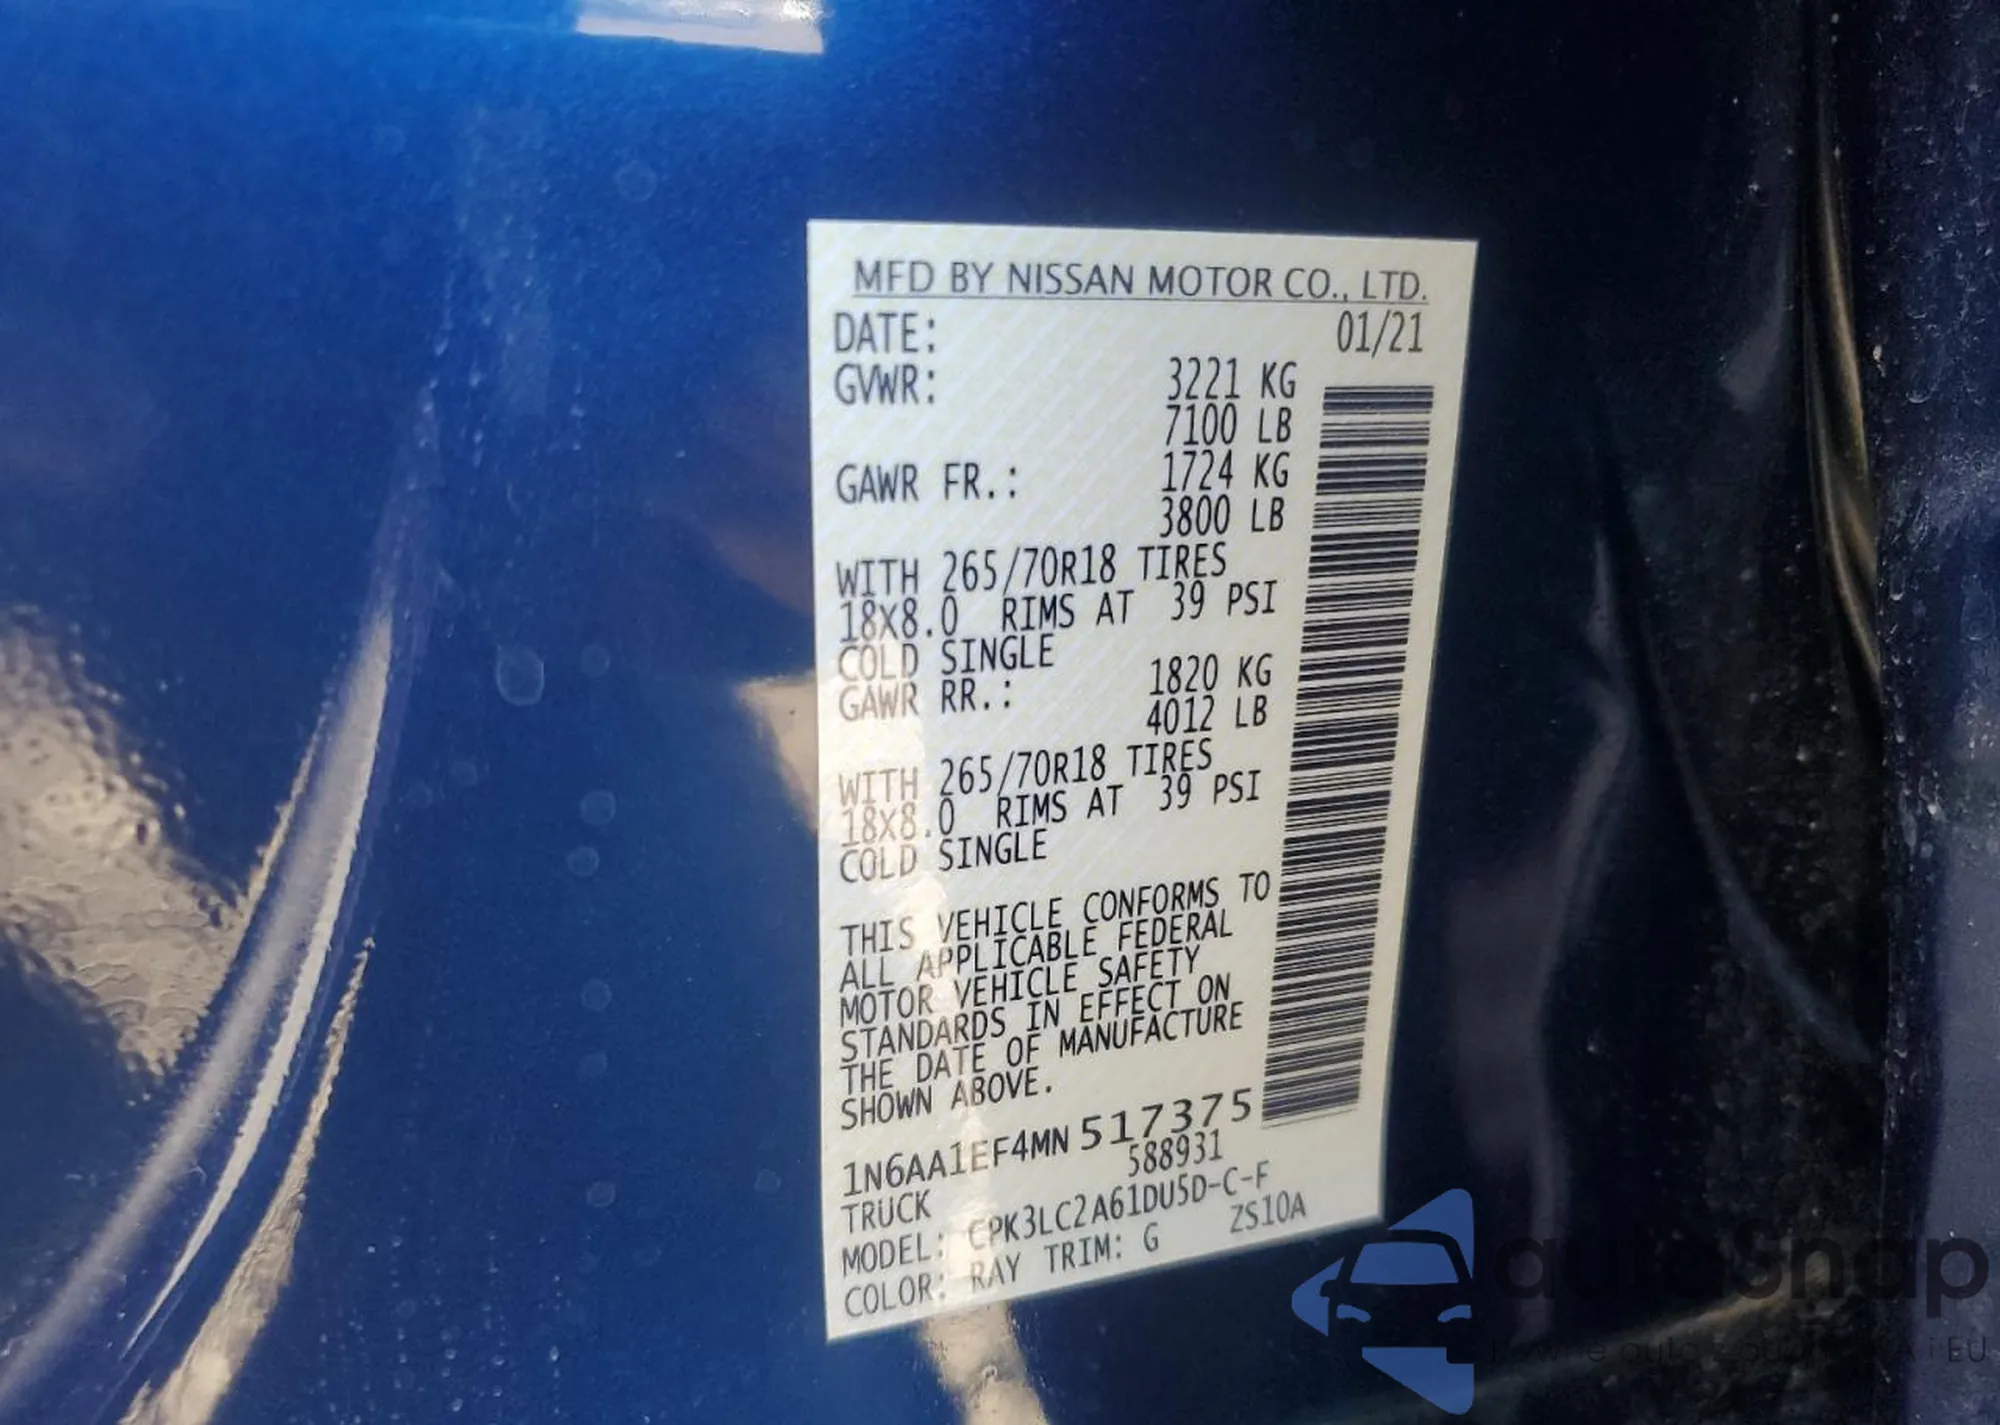 MFD BY NISSAN MOTOR CO., LTD.
DATE: 01/21
GVWR: 3221 KG
7100 LB
GAWR FR.: 1724 KG
3800 LB
WITH 265/70R18 TIRES
18X8.0 RIMS AT 39 PSI
COLD SINGLE
GAWR RR.: 1820 KG
4012 LB
WITH 265/70R18 TIRES
18X8.0 RIMS AT 39 PSI
COLD SINGLE
THIS VEHICLE CONFORMS TO
ALL APPLICABLE FEDERAL
MOTOR VEHICLE SAFETY
STANDARDS IN EFFECT ON
THE DATE OF MANUFACTURE
SHOWN ABOVE.
1N6AA1EF4MN 517375
TRUCK 588931
MODEL: CPK3LC2A61DU5D-C-F
COLOR: RAY TRIM: G ZS10A
autoSnap
EU